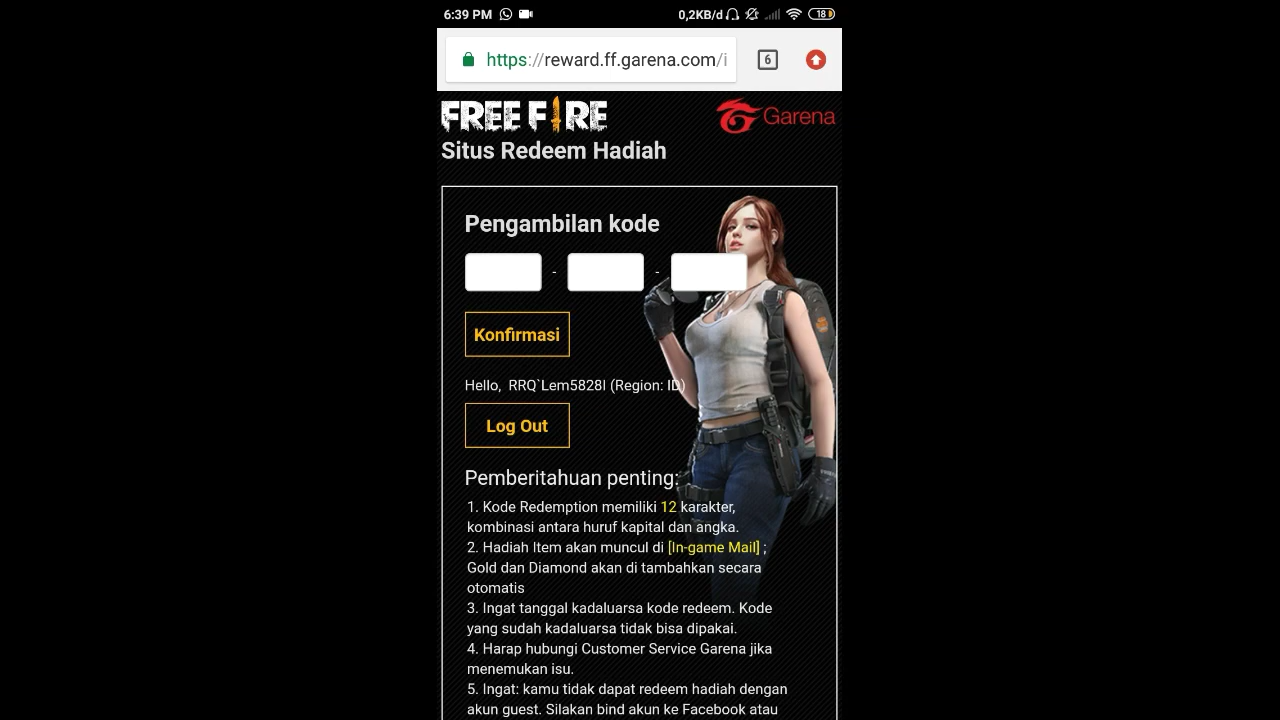 6:39 PM 0,2KB/d 18
https://reward.ff.garena.com/i 6
FREE FIRE Garena
Situs Redeem Hadiah
Pengambilan kode
- -
Konfirmasi
Hello, RRQ`Lem5828I (Region: ID)
Log Out
Pemberitahuan penting:
1. Kode Redemption memiliki 12 karakter,
kombinasi antara huruf kapital dan angka.
2. Hadiah Item akan muncul di [In-game Mail] ;
Gold dan Diamond akan di tambahkan secara
otomatis
3. Ingat tanggal kadaluarsa kode redeem. Kode
yang sudah kadaluarsa tidak bisa dipakai.
4. Harap hubungi Customer Service Garena jika
menemukan isu.
5. Ingat: kamu tidak dapat redeem hadiah dengan
akun guest. Silakan bind akun ke Facebook atau